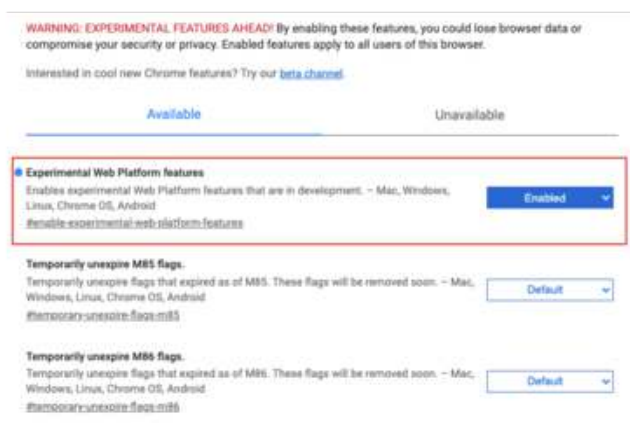 WARNING: EXPERIMENTAL FEATURES AHEAD! By enabling these features, you could lose browser data or
compromise your security or privacy. Enabled features apply to all users of this browser.
Interested in cool new Chrome features? Try our beta channel.
Available
Unavailable
Experimental Web Platform features
Enables experimental Web Platform features that are in development. – Mac, Windows,
Linux, Chrome OS, Android
#enable-experimental-web-platform-features
Enabled
Temporarily unexpire M85 flags.
Temporarily unexpire flags that expired as of M85. These flags will be removed soon. – Mac,
Windows, Linux, Chrome OS, Android
#temporary-unexpire-flags-m85
Default
Temporarily unexpire M86 flags.
Temporarily unexpire flags that expired as of M86. These flags will be removed soon. – Mac,
Windows, Linux, Chrome OS, Android
#temporary-unexpire-flags-m86
Default